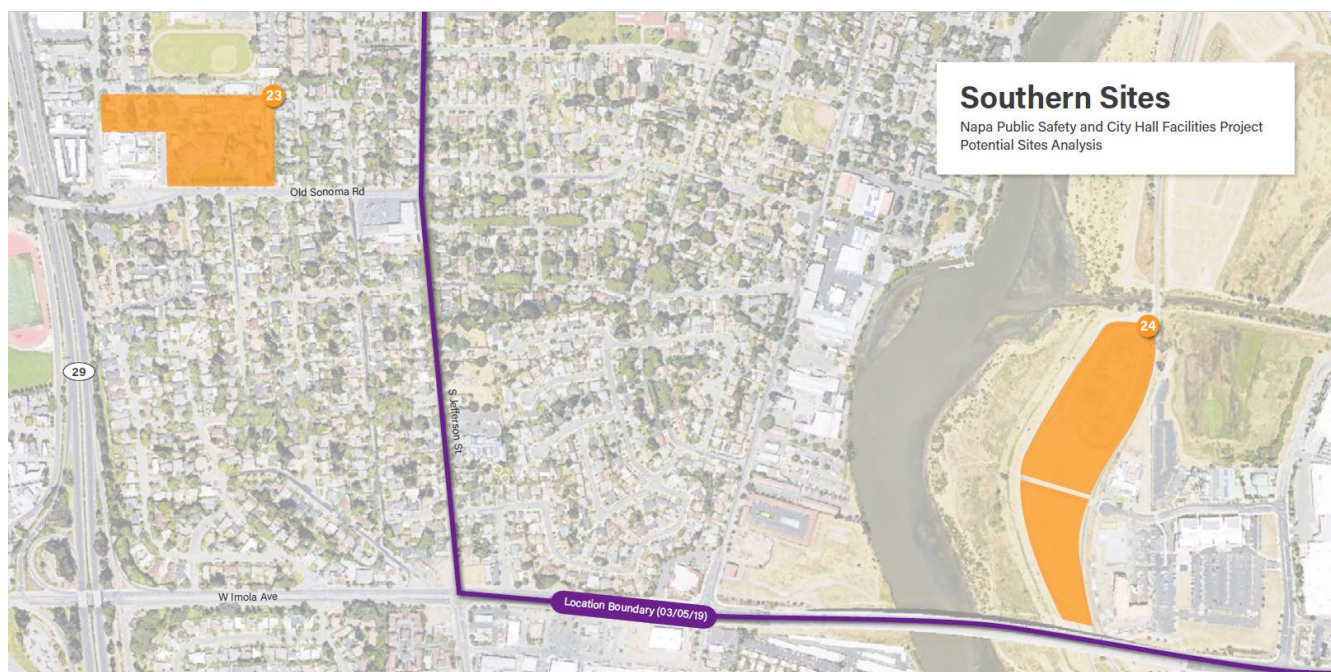 Southern Sites
Napa Public Safety and City Hall Facilities Project
Potential Sites Analysis
23
Old Sonoma Rd
24
29
S Jefferson St
W Imola Ave
Location Boundary (03/05/19)